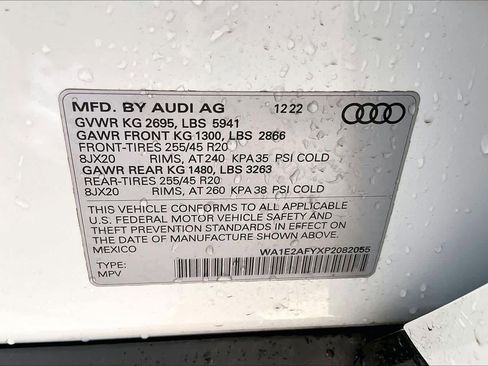 MFD. BY AUDI AG 12 22
GVWR KG 2695, LBS 5941
GAWR FRONT KG 1300, LBS 2866
FRONT-TIRES 255/45 R20
8JX20 RIMS, AT 240 KPA 35 PSI COLD
GAWR REAR KG 1480, LBS 3263
REAR-TIRES 255/45 R20
8JX20 RIMS, AT 260 KPA 38 PSI COLD
THIS VEHICLE CONFORMS TO ALL APPLICABLE
U.S. FEDERAL MOTOR VEHICLE SAFETY AND
THEFT PREVENTION STANDARDS IN EFFECT ON
THE DATE OF MANUFACTURE SHOWN ABOVE.
MEXICO WA1E2AFYXP2082055
TYPE:
MPV